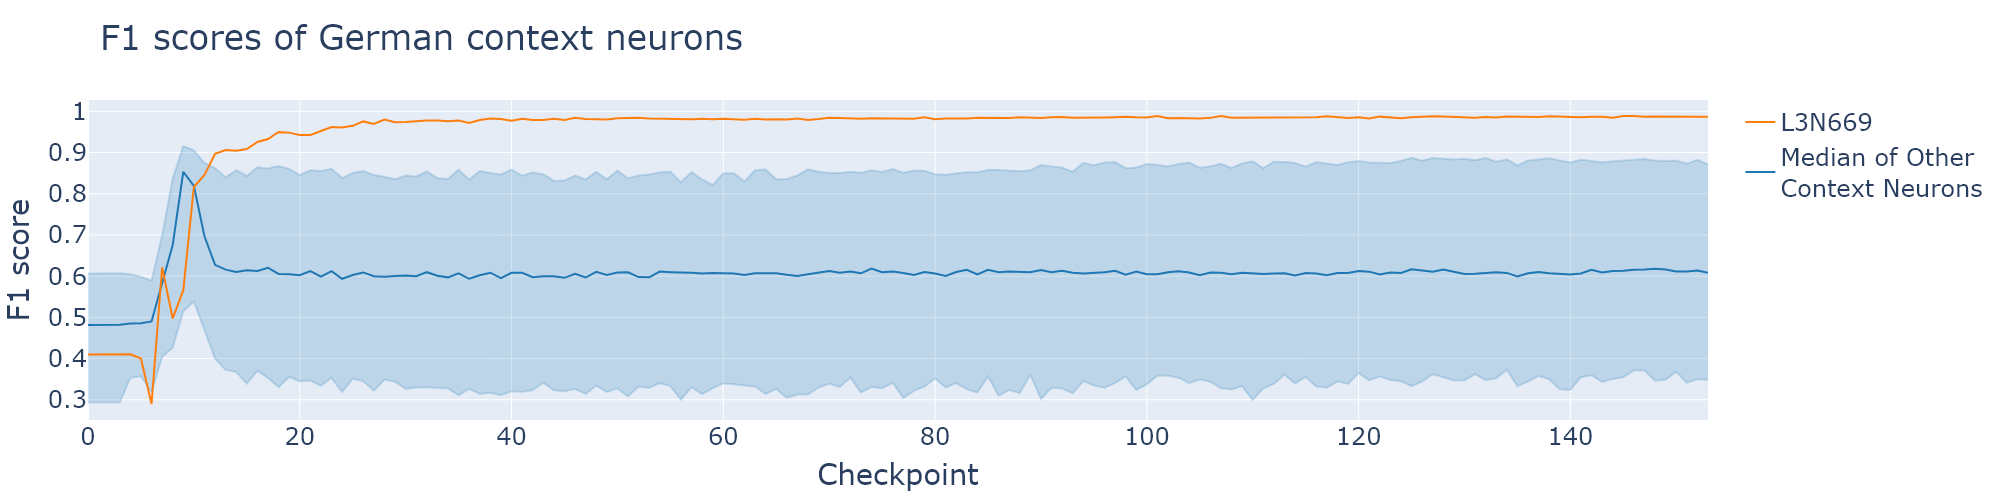 F1 scores of German context neurons
1
0.9
0.8
0.7
0.6
0.5
0.4
0.3
F1 score
0
20
40
60
80
100
120
140
Checkpoint
L3N669
Median of Other
Context Neurons